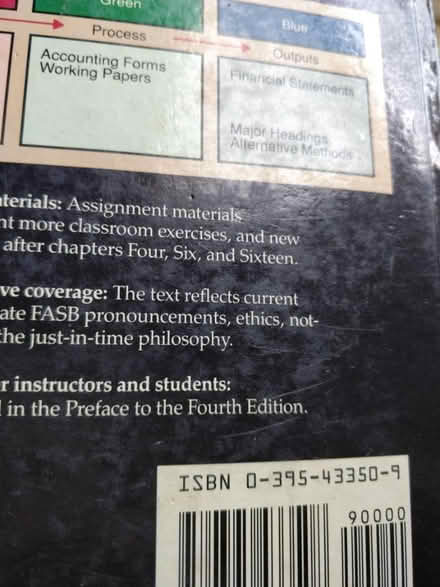 Green
Blue
Process
Outputs
Accounting Forms
Working Papers
Financial Statements
Major Headings
Alternative Methods
aterials: Assignment materials
nt more classroom exercises, and new
after chapters Four, Six, and Sixteen.
ve coverage: The text reflects current
ate FASB pronouncements, ethics, not-
the just-in-time philosophy.
r instructors and students:
l in the Preface to the Fourth Edition.
ISBN 0-395-43350-9
90000